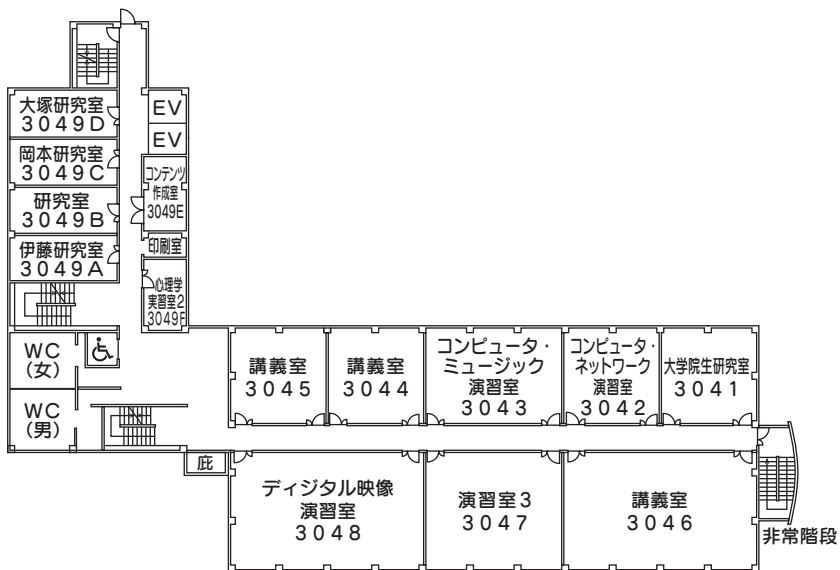 大塚研究室
3049D
EV
岡本研究室
3049C
EV
研究室
3049B
コンテンツ
作成室
3049E
伊藤研究室
3049A
印刷室
心理学
実習室2
3049F
WC
(女)
WC
(男)
講義室
3045
講義室
3044
コンピュータ・
ミュージック
演習室
3043
コンピュータ・
ネットワーク
演習室
3042
大学院生研究室
3041
庇
ディジタル映像
演習室
3048
演習室3
3047
講義室
3046
非常階段